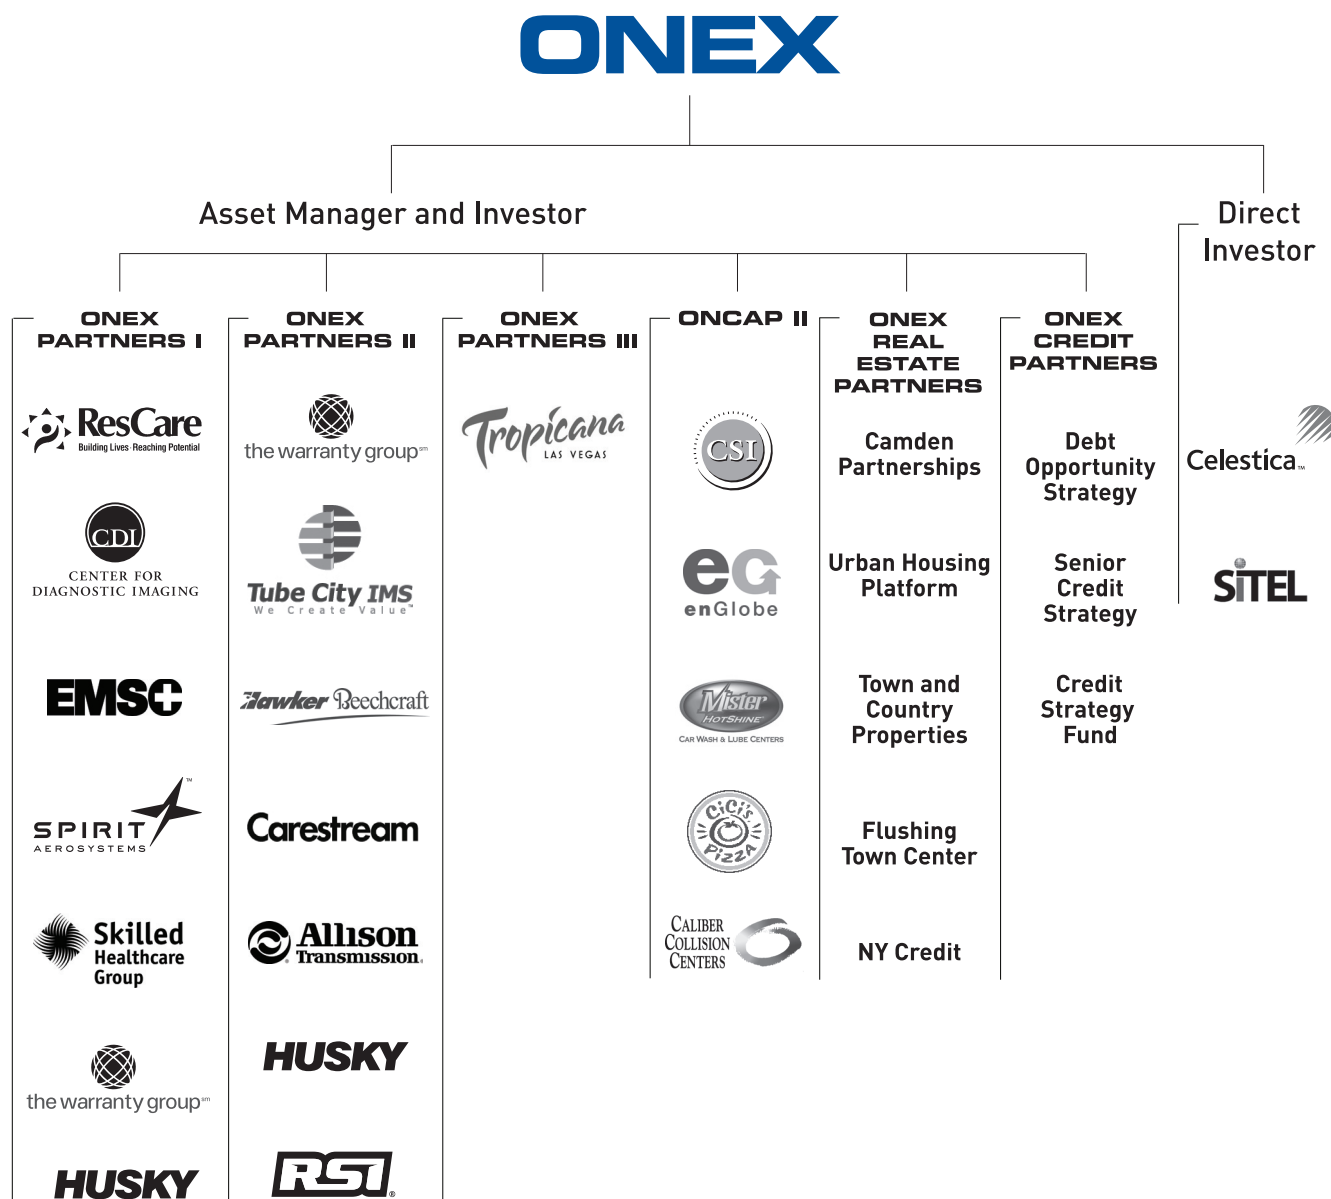 ONEX
Asset Manager and Investor
Direct
Investor
ONEX
PARTNERS I
ResCare
Building Lives · Reaching Potential
CDI
CENTER FOR
DIAGNOSTIC IMAGING
EMSC
SPIRIT™
AEROSYSTEMS
Skilled
Healthcare
Group
the warranty group℠
HUSKY
ONEX
PARTNERS II
the warranty group℠
Tube City IMS
We Create Value™
Hawker Beechcraft
Carestream
Allison
Transmission
HUSKY
RSI®
ONEX
PARTNERS III
Tropicana
LAS VEGAS
ONCAP II
CSI
eG
enGlobe
Mister
HOTSHINE
CAR WASH & LUBE CENTERS
CiCi's
Pizza
CALIBER
COLLISION
CENTERS
ONEX
REAL
ESTATE
PARTNERS
Camden
Partnerships
Urban Housing
Platform
Town and
Country
Properties
Flushing
Town Center
NY Credit
ONEX
CREDIT
PARTNERS
Debt
Opportunity
Strategy
Senior
Credit
Strategy
Credit
Strategy
Fund
Celestica™
SITEL